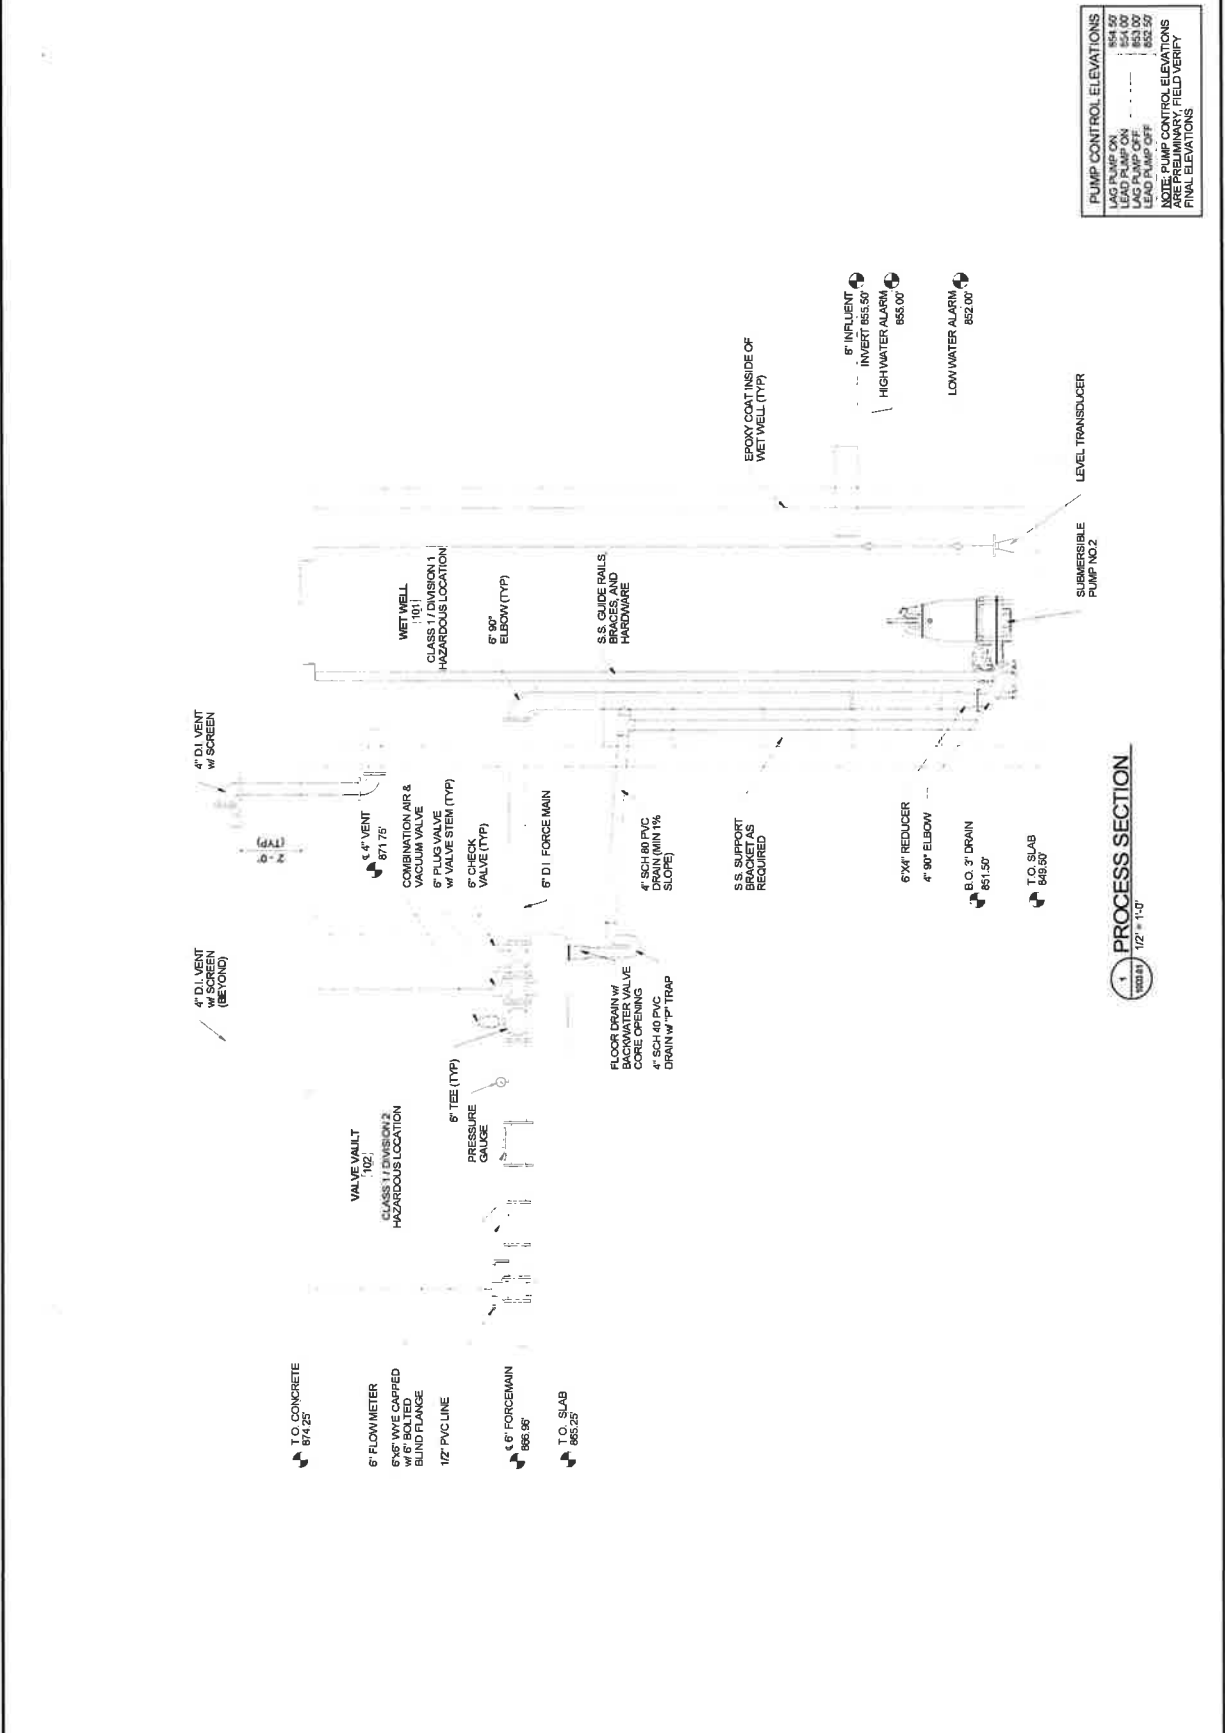 4" D.I. VENT
w/ SCREEN
(BEYOND)
4" D.I. VENT
w/ SCREEN
2' - 0"
(TYP)
T.O. CONCRETE
874.25'
6" FLOW METER
6"x6" WYE CAPPED
w/ 6" BOLTED
BLIND FLANGE
1/2" PVC LINE
℄ 6" FORCEMAIN
866.96'
T.O. SLAB
865.25'
VALVE VAULT
102
CLASS 1 / DIVISION 2
HAZARDOUS LOCATION
6" TEE (TYP)
PRESSURE
GAUGE
℄ 4" VENT
871.75'
COMBINATION AIR &
VACUUM VALVE
6" PLUG VALVE
w/ VALVE STEM (TYP)
6" CHECK
VALVE (TYP)
6" D.I. FORCE MAIN
FLOOR DRAIN w/
BACKWATER VALVE
CORE OPENING
4" SCH 40 PVC
DRAIN w/ "P" TRAP
4" SCH 80 PVC
DRAIN (MIN 1%
SLOPE)
S.S. SUPPORT
BRACKET AS
REQUIRED
6"X4" REDUCER
4" 90° ELBOW
B.O. 3" DRAIN
851.50'
T.O. SLAB
849.50'
WET WELL
101
CLASS 1 / DIVISION 1
HAZARDOUS LOCATION
6" 90°
ELBOW (TYP)
S.S. GUIDE RAILS,
BRACES, AND
HARDWARE
EPOXY COAT INSIDE OF
WET WELL (TYP)
8" INFLUENT
INVERT 855.50'
HIGH WATER ALARM
855.00'
LOW WATER ALARM
852.00'
LEVEL TRANSDUCER
SUBMERSIBLE
PUMP NO.2
1
PROCESS SECTION
1/2" = 1'-0"
PUMP CONTROL ELEVATIONS
LAG PUMP ON 854.50'
LEAD PUMP ON 854.00'
LAG PUMP OFF 853.00'
LEAD PUMP OFF 852.50'
NOTE: PUMP CONTROL ELEVATIONS
ARE PRELIMINARY, FIELD VERIFY
FINAL ELEVATIONS